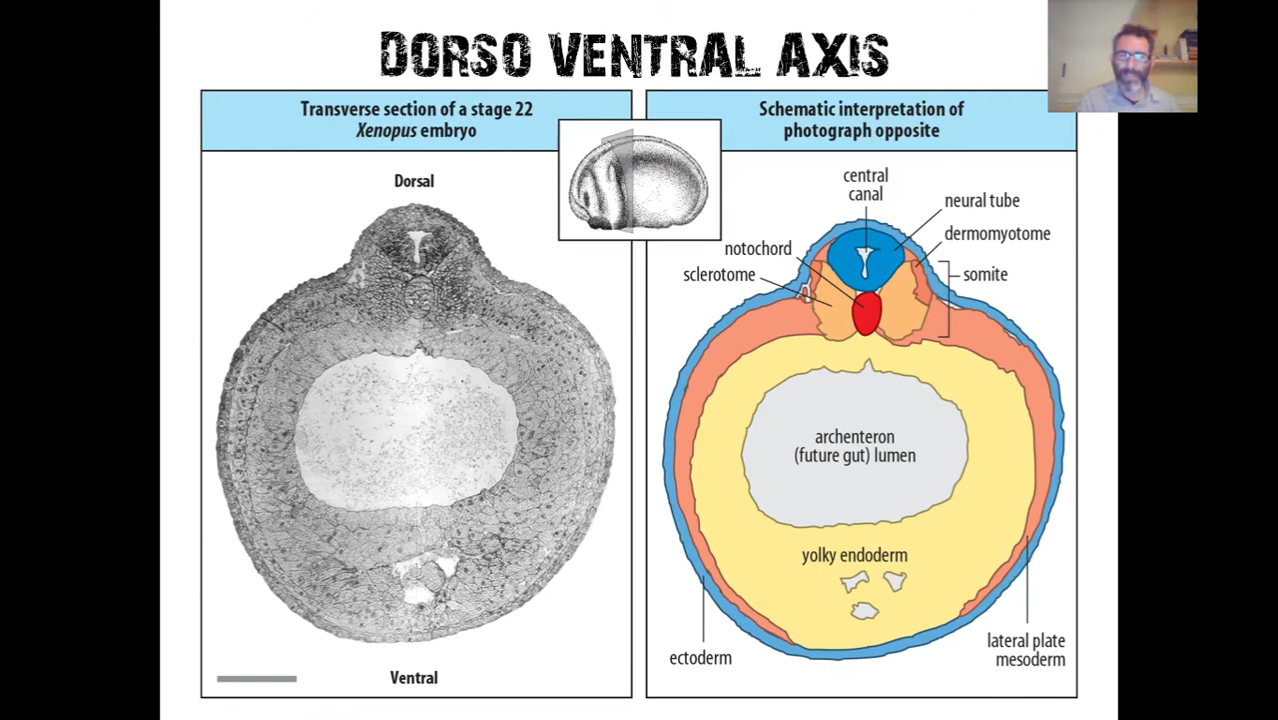 DORSO VENTRAL AXIS
Transverse section of a stage 22
Xenopus embryo
Dorsal
Ventral
Schematic interpretation of
photograph opposite
central
canal
neural tube
dermomyotome
notochord
sclerotome
somite
archenteron
(future gut) lumen
yolky endoderm
ectoderm
lateral plate
mesoderm